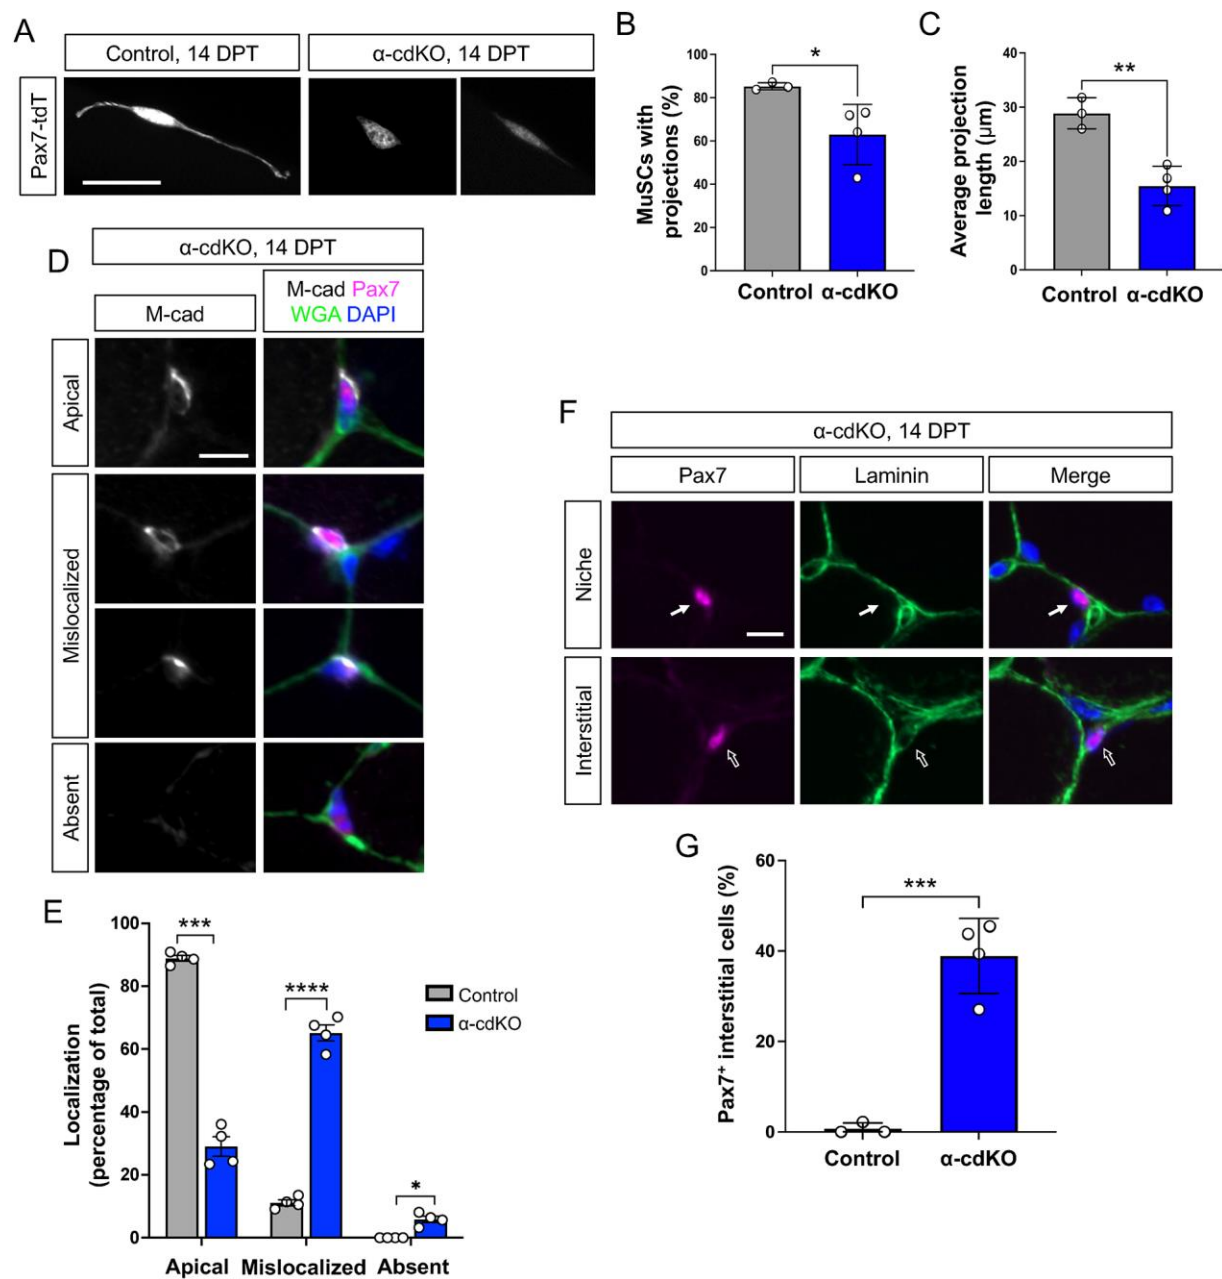 A
Control, 14 DPT
α-cdKO, 14 DPT
Pax7-tdT
B
MuSCs with
projections (%)
100
80
60
40
20
0
*
Control α-cdKO
C
Average projection
length (μm)
40
30
20
10
0
**
Control α-cdKO
D
α-cdKO, 14 DPT
M-cad
M-cad Pax7
WGA DAPI
Apical
Mislocalized
Absent
E
Localization
(percentage of total)
100
80
60
40
20
0
***
****
*
Control
α-cdKO
Apical Mislocalized Absent
F
α-cdKO, 14 DPT
Pax7 Laminin Merge
Niche
Interstitial
G
Pax7⁺ interstitial cells (%)
60
40
20
0
***
Control α-cdKO